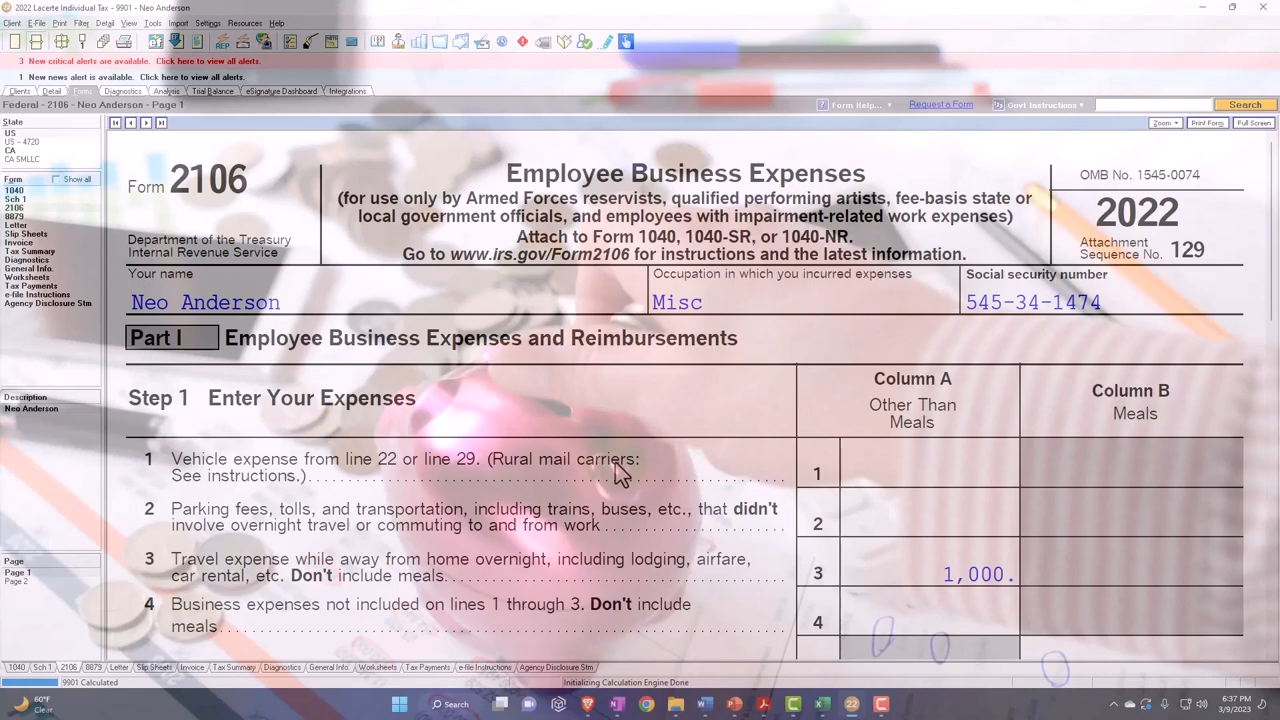 2022 Lacerte Individual Tax - 9901 - Neo Anderson
Client E-File Print Filter Detail View Tools Import Settings Resources Help
3 New critical alerts are available. Click here to view all alerts.
1 New news alert is available. Click here to view all alerts.
Clients Detail Forms Diagnostics Analysis Trial Balance eSignature Dashboard Integrations
Federal - 2106 - Neo Anderson - Page 1
Form Help... Request a Form Govt Instructions Search
Zoom Print Form Full Screen
State
US
US - 4720
CA
CA SMLLC
Form Show all
1040
Sch 1
2106
8879
Letter
Slip Sheets
Invoice
Tax Summary
Diagnostics
General Info.
Worksheets
Tax Payments
e-file Instructions
Agency Disclosure Stm
Description
Neo Anderson
Page
Page 1
Page 2
Form 2106
Department of the Treasury
Internal Revenue Service
Employee Business Expenses
(for use only by Armed Forces reservists, qualified performing artists, fee-basis state or
local government officials, and employees with impairment-related work expenses)
Attach to Form 1040, 1040-SR, or 1040-NR.
Go to www.irs.gov/Form2106 for instructions and the latest information.
OMB No. 1545-0074
2022
Attachment
Sequence No. 129
Your name Occupation in which you incurred expenses Social security number
Neo Anderson Misc 545-34-1474
Part I Employee Business Expenses and Reimbursements
Step 1 Enter Your Expenses
Column A
Other Than
Meals
Column B
Meals
1 Vehicle expense from line 22 or line 29. (Rural mail carriers:
See instructions.) 1
2 Parking fees, tolls, and transportation, including trains, buses, etc., that didn't
involve overnight travel or commuting to and from work 2
3 Travel expense while away from home overnight, including lodging, airfare,
car rental, etc. Don't include meals. 3 1,000.
4 Business expenses not included on lines 1 through 3. Don't include
meals 4
1040 Sch 1 2106 8879 Letter Slip Sheets Invoice Tax Summary Diagnostics General Info. Worksheets Tax Payments e-file Instructions Agency Disclosure Stm
9901 Calculated Initializing Calculation Engine Done
60°F
Clear
Search
6:37 PM
3/9/2023